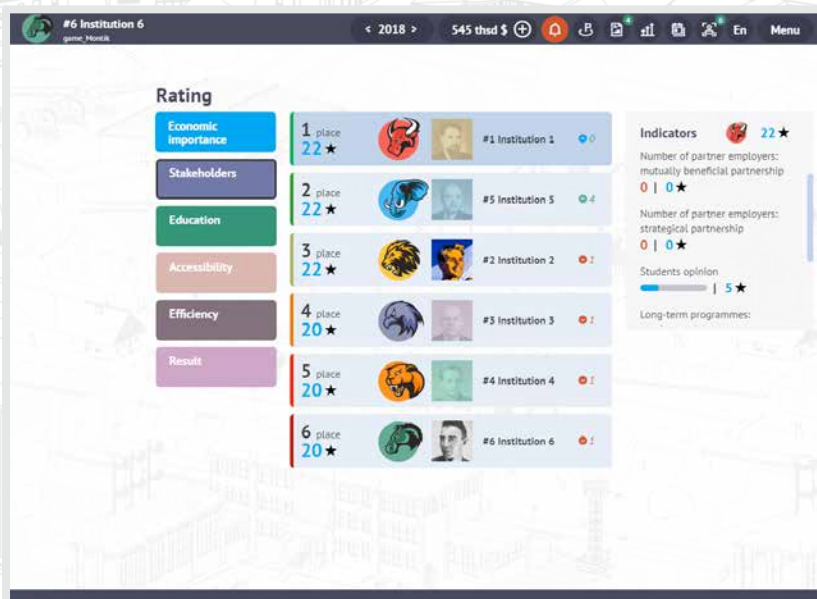 #6 Institution 6
game_Montik
< 2018 >
545 thsd $
4
6
En
Menu
Rating
Economic
importance
Stakeholders
Education
Accessibility
Efficiency
Result
1 place
22 ★
#1 Institution 1
0
2 place
22 ★
#5 Institution 5
4
3 place
22 ★
#2 Institution 2
1
4 place
20 ★
#3 Institution 3
1
5 place
20 ★
#4 Institution 4
1
6 place
20 ★
#6 Institution 6
1
Indicators 22 ★
Number of partner employers:
mutually beneficial partnership
0 | 0 ★
Number of partner employers:
strategical partnership
0 | 0 ★
Students opinion
| 5 ★
Long-term programmes: